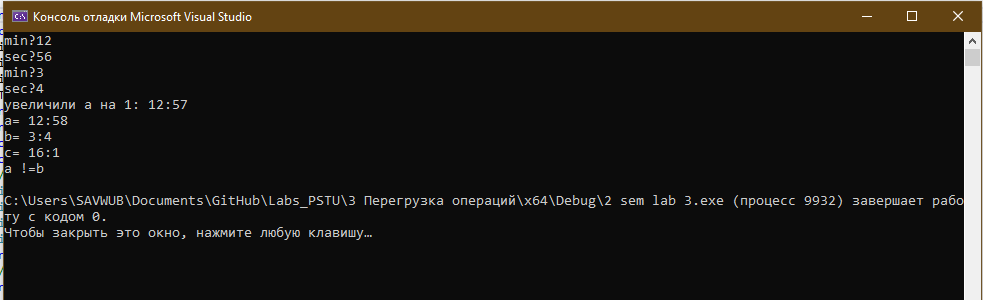 Консоль отладки Microsoft Visual Studio
min?12
sec?56
min?3
sec?4
увеличили a на 1: 12:57
a= 12:58
b= 3:4
c= 16:1
a !=b
C:\Users\SAVWUB\Documents\GitHub\Labs_PSTU\3 Перегрузка операций\x64\Debug\2 sem lab 3.exe (процесс 9932) завершает рабо
ту с кодом 0.
Чтобы закрыть это окно, нажмите любую клавишу…